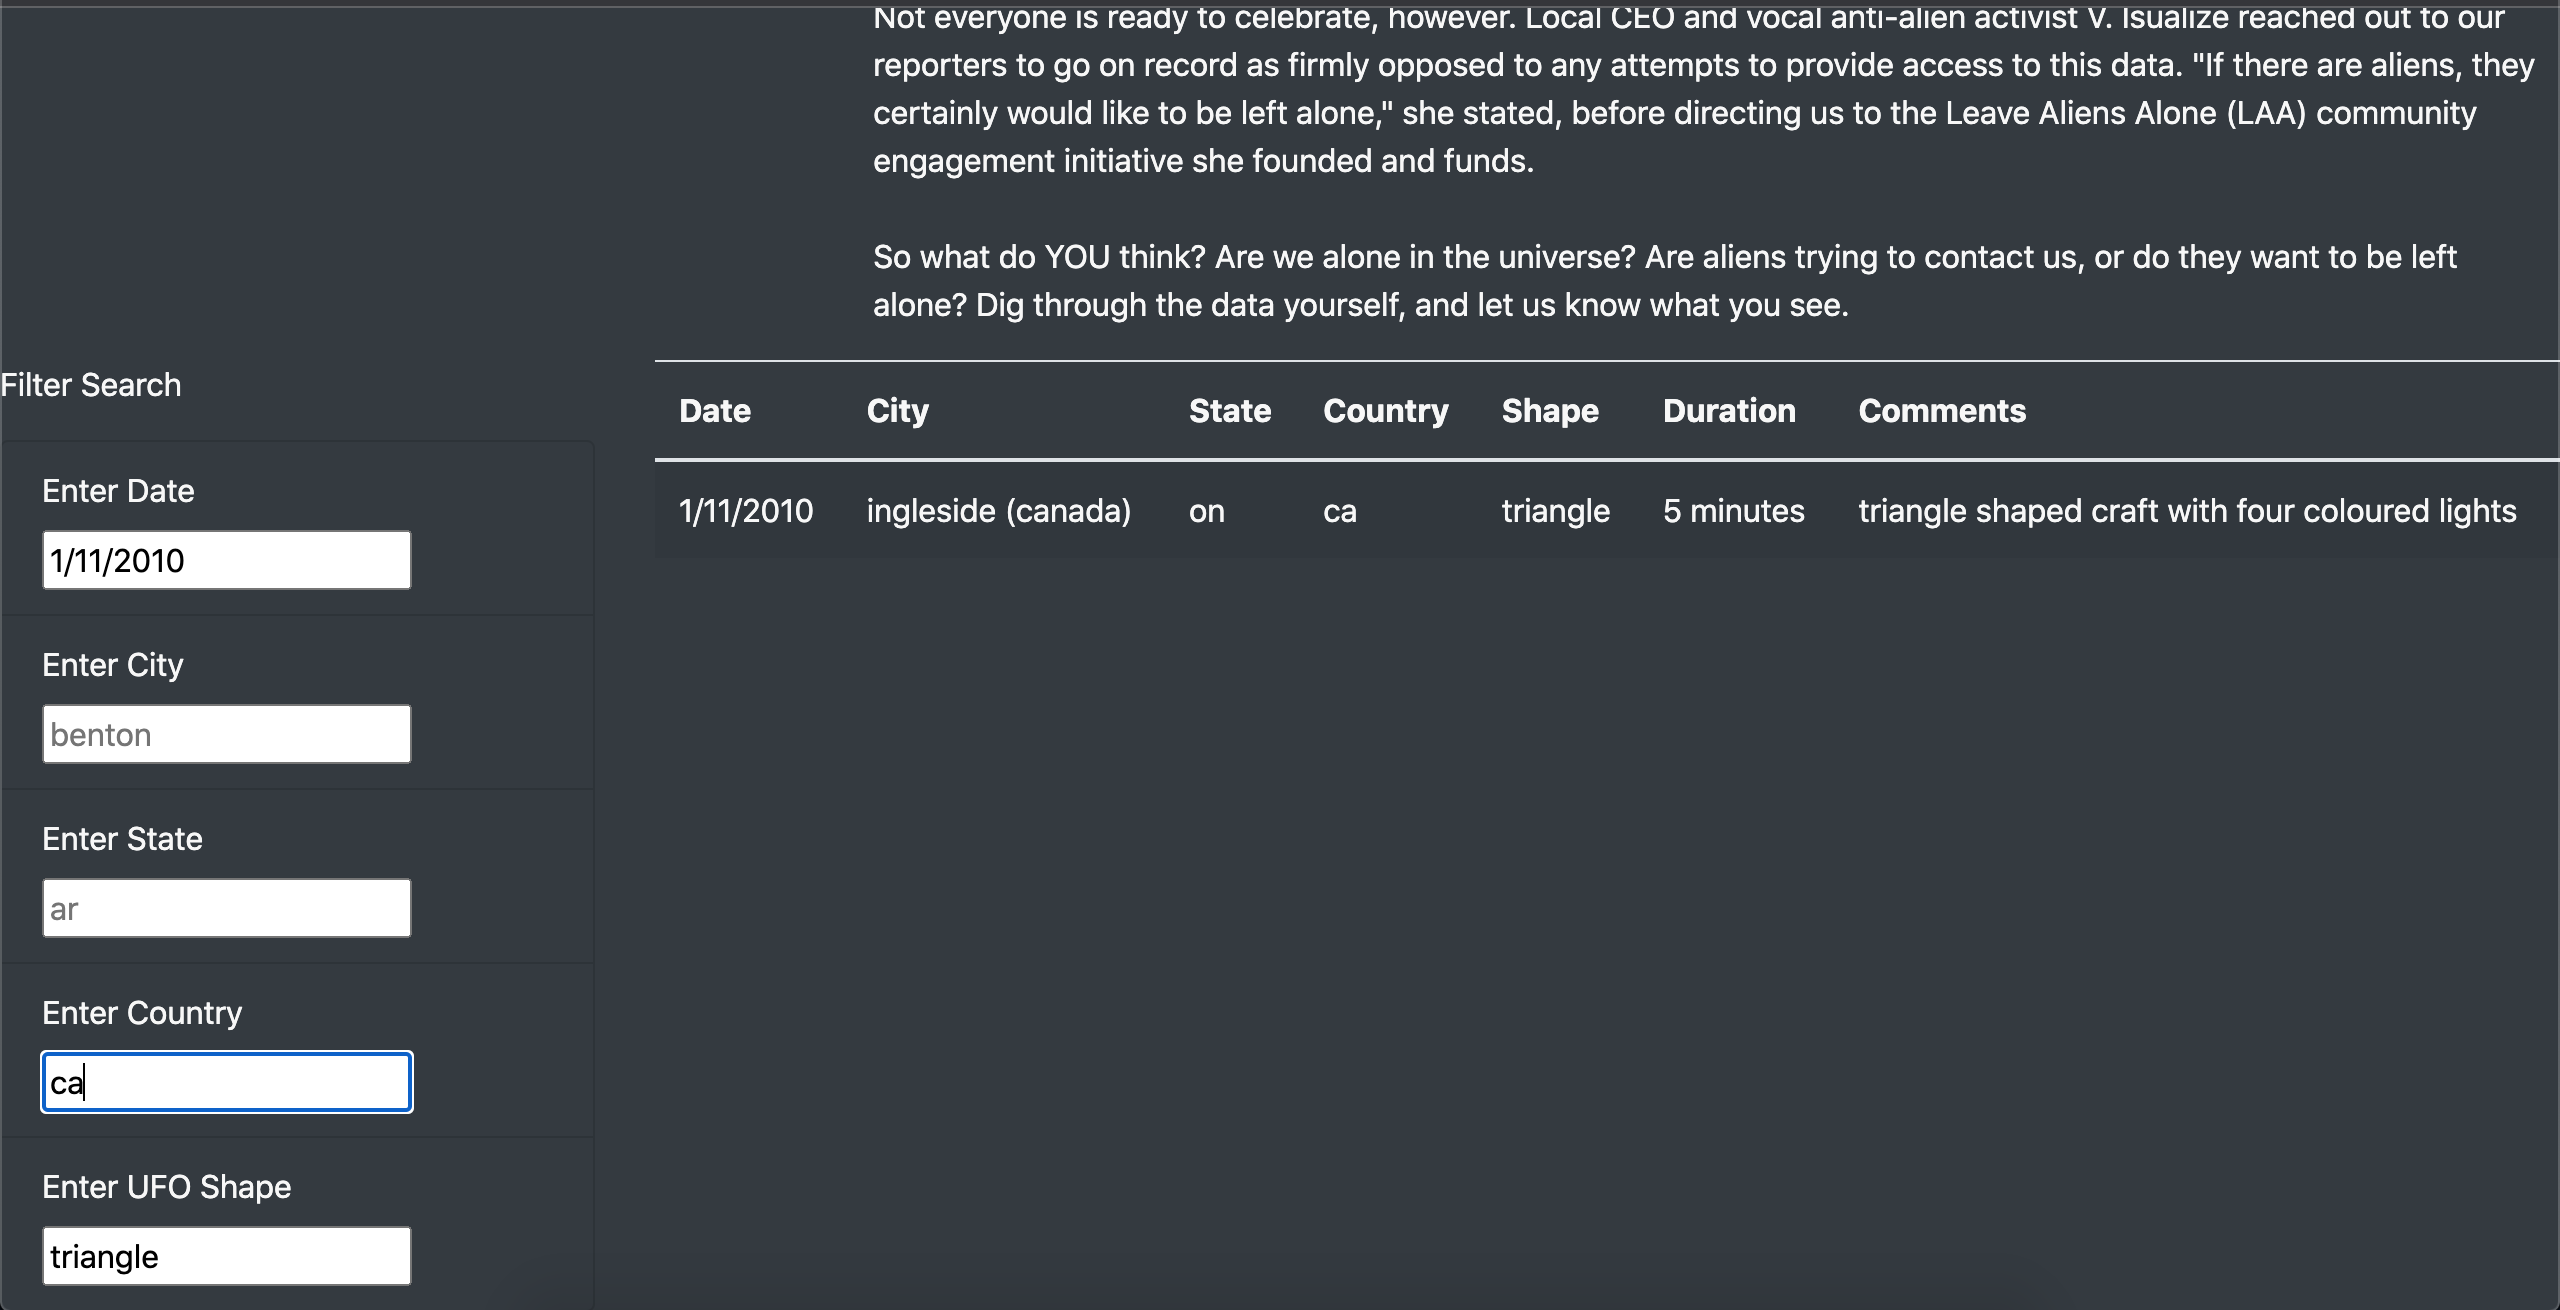 Not everyone is ready to celebrate, however. Local CEO and vocal anti-alien activist V. Isualize reached out to our
reporters to go on record as firmly opposed to any attempts to provide access to this data. "If there are aliens, they
certainly would like to be left alone," she stated, before directing us to the Leave Aliens Alone (LAA) community
engagement initiative she founded and funds.
So what do YOU think? Are we alone in the universe? Are aliens trying to contact us, or do they want to be left
alone? Dig through the data yourself, and let us know what you see.
Filter Search
Enter Date
1/11/2010
Enter City
benton
Enter State
ar
Enter Country
ca
Enter UFO Shape
triangle
Date City State Country Shape Duration Comments
1/11/2010 ingleside (canada) on ca triangle 5 minutes triangle shaped craft with four coloured lights